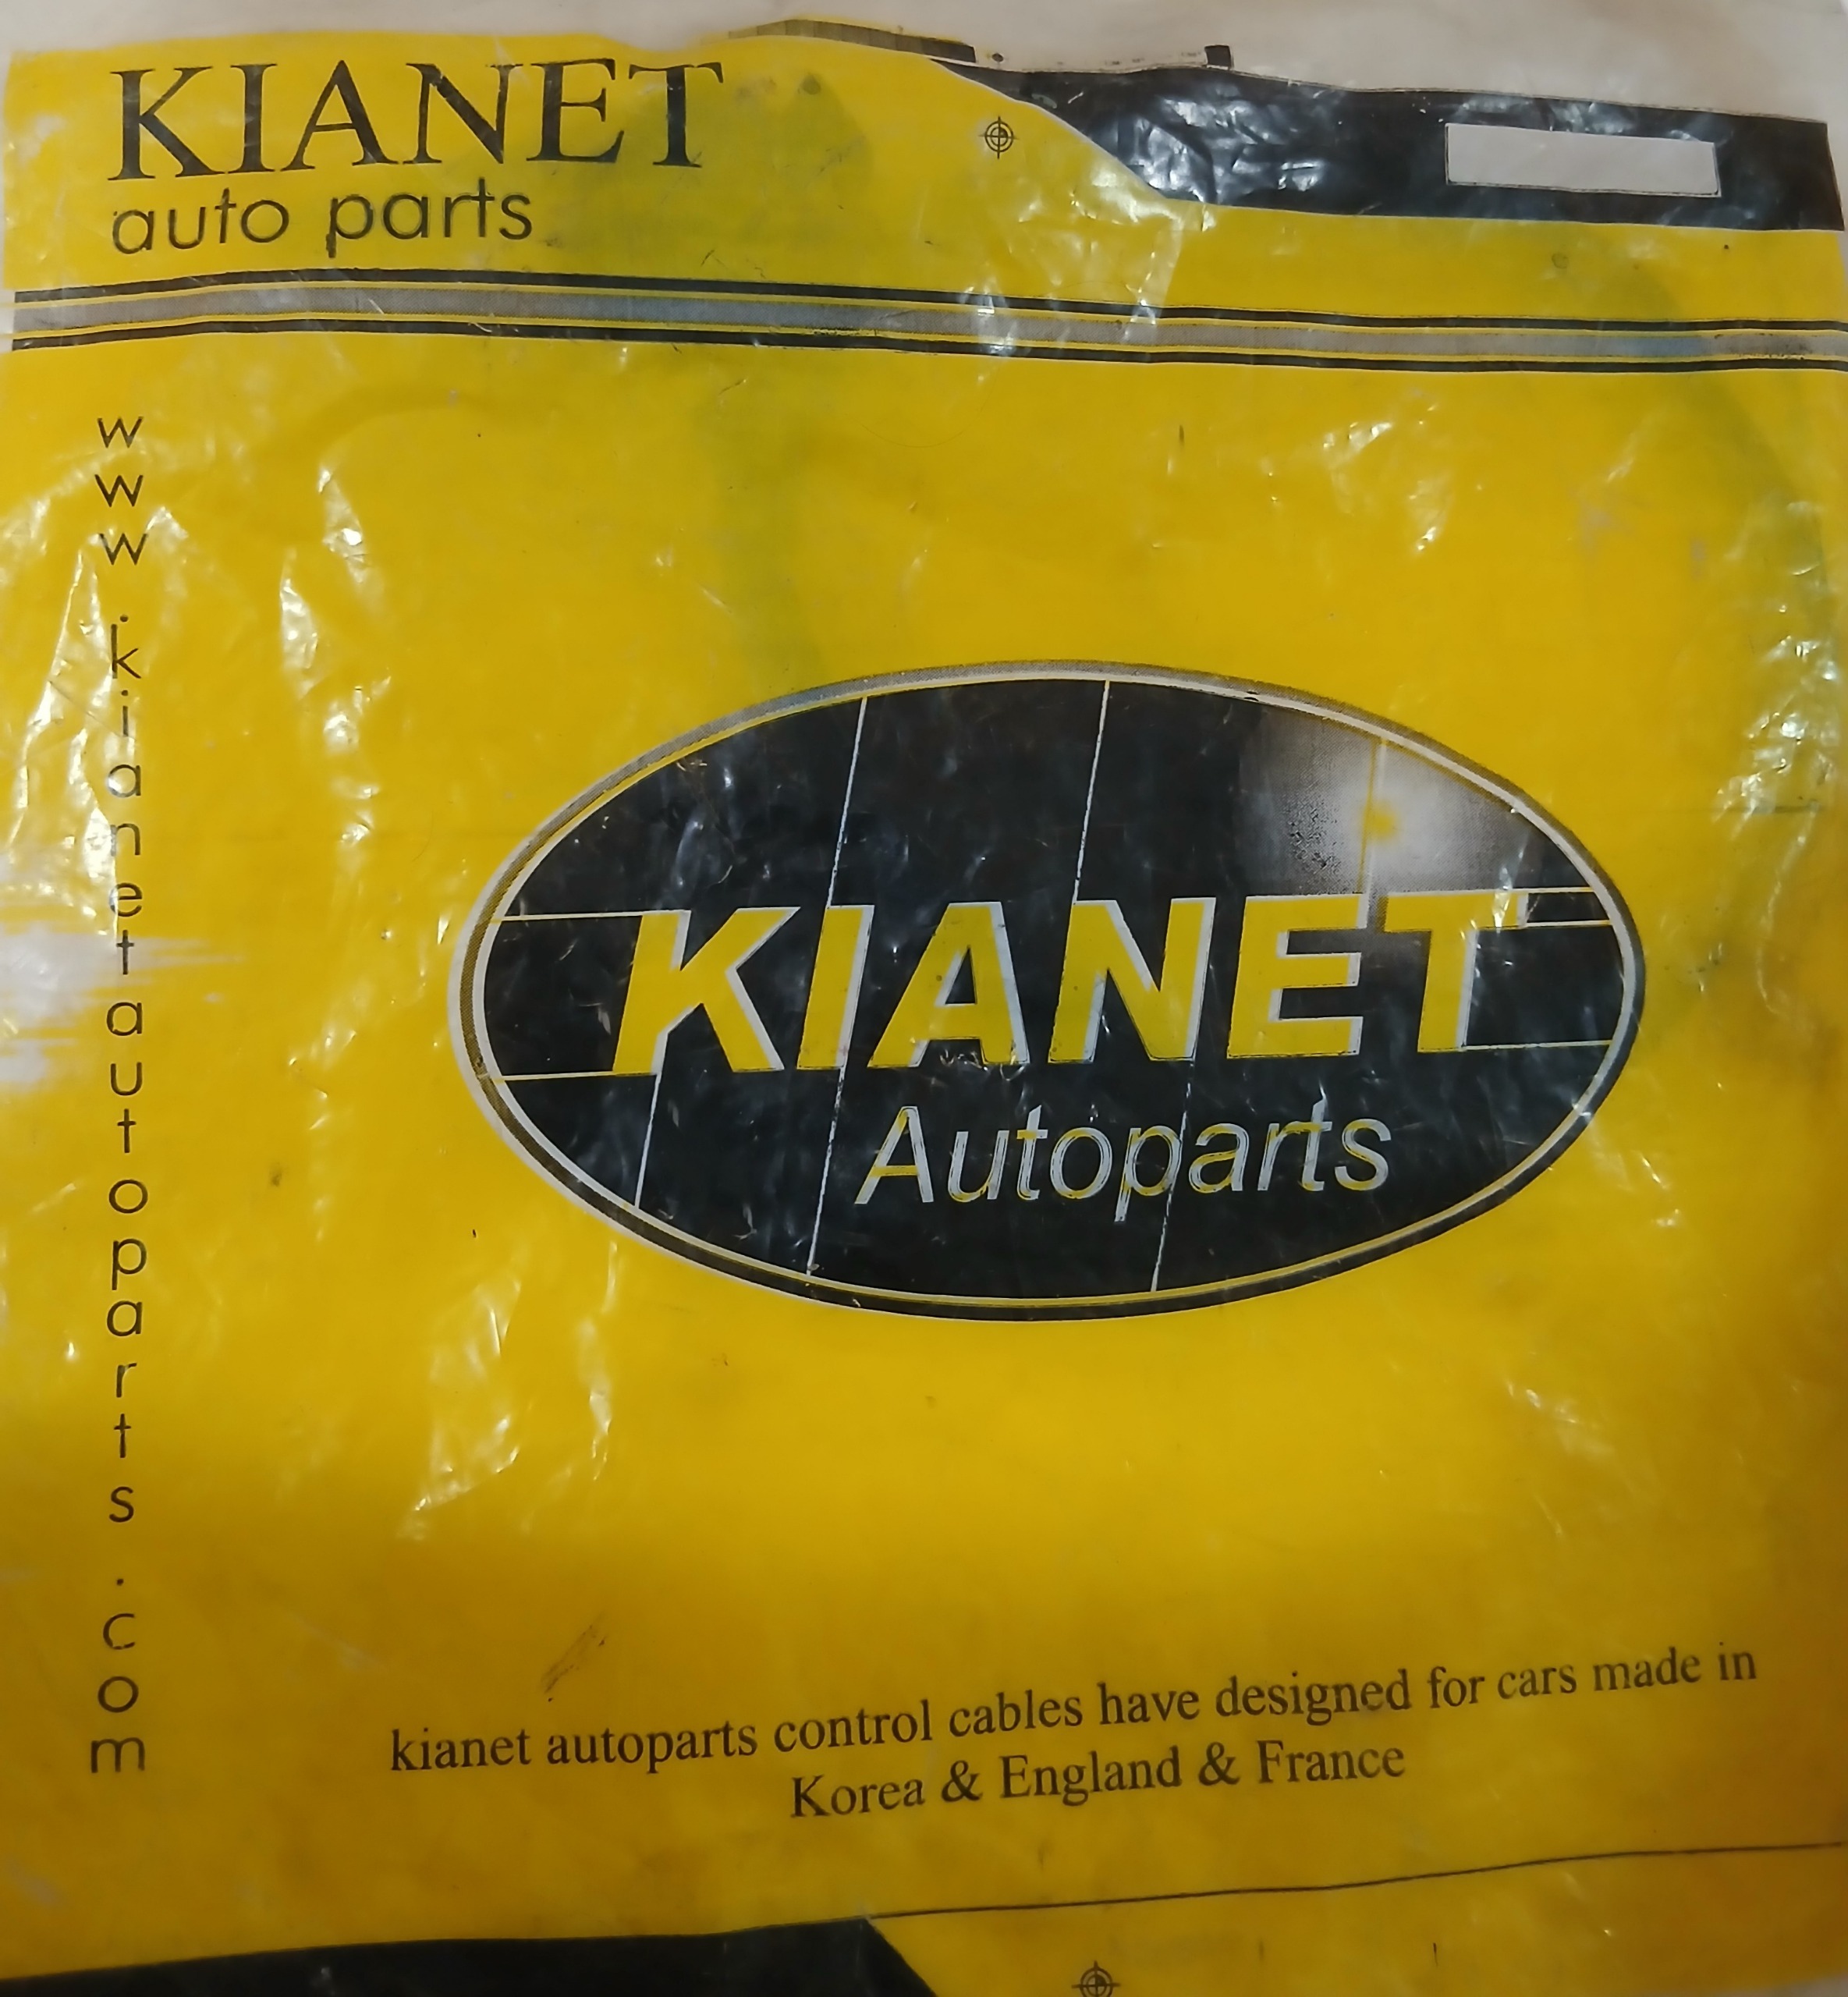 KIANET
auto parts
www.kianetautoparts.com
KIANET
Autoparts
kianet autoparts control cables have designed for cars made in
Korea & England & France